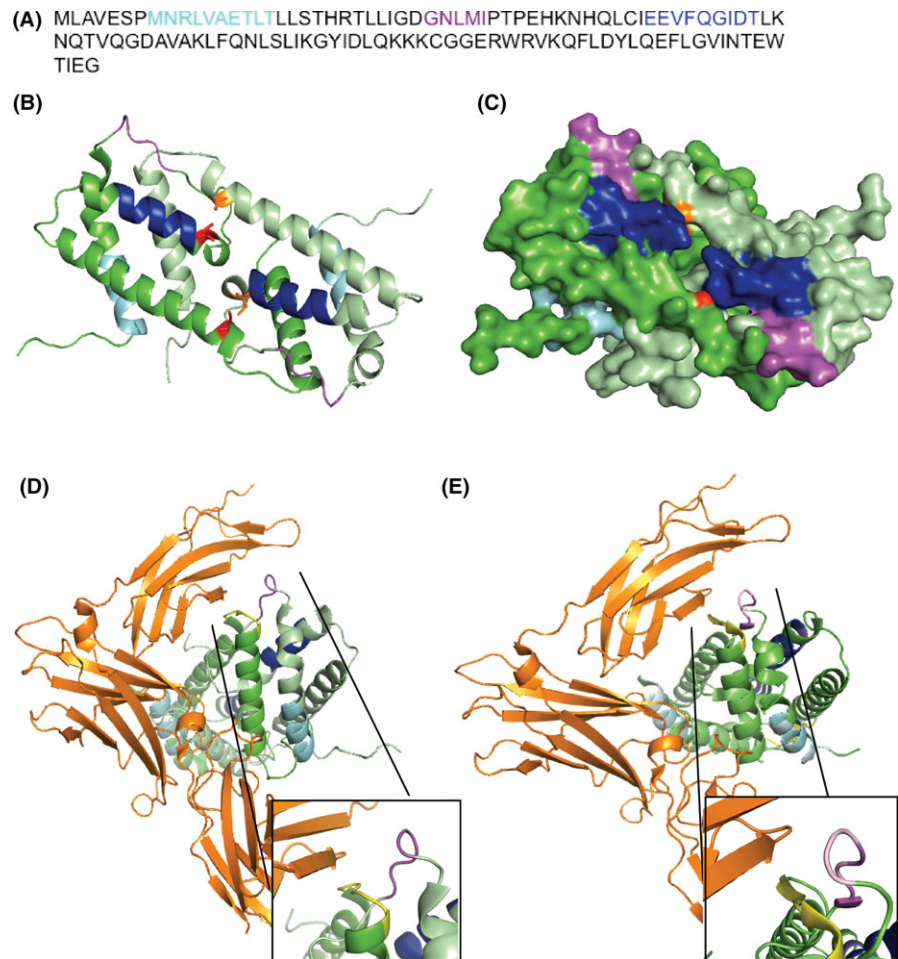 (A) MLAVESPMNRLVAETLTLLSTHRTLLIGDGNLMIPTPEHKNHQLCIEEVFQGIDTLK
NQTVQGDAVAKLFQNLSLIKGYIDLQKKKCGGERWRVKQFLDYLQEFLGVINTEW
TIEG
(B) (C)
(D) (E)